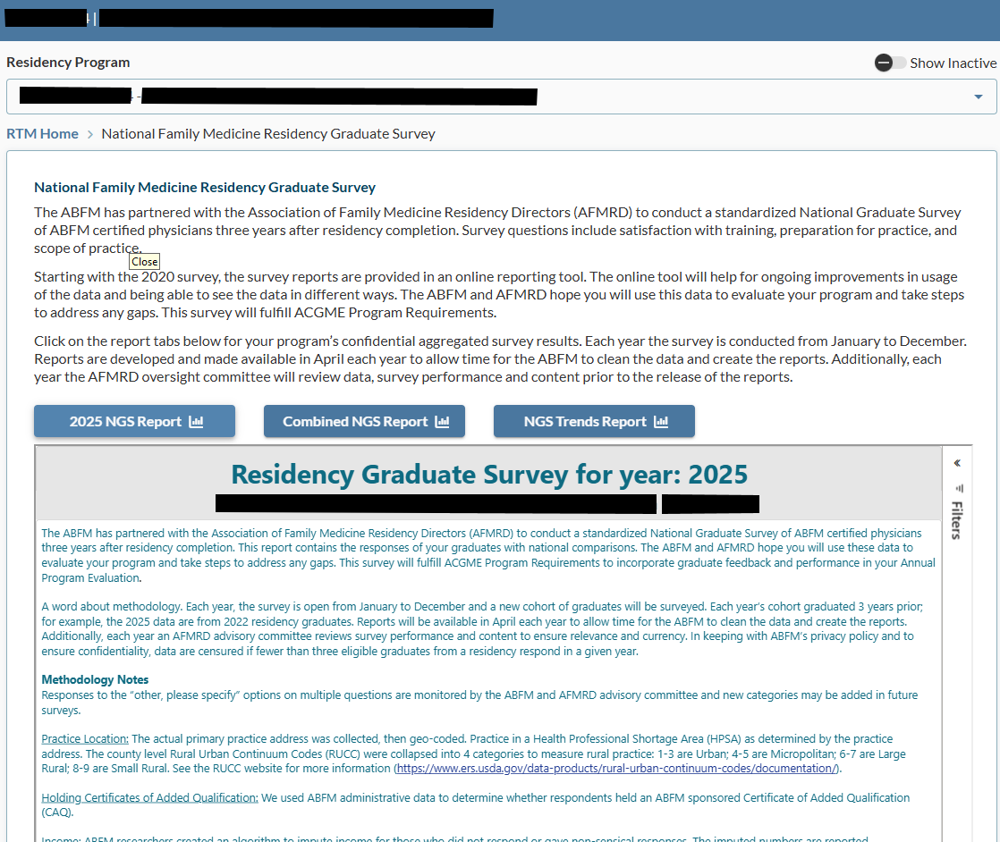 |
Residency Program
Show Inactive
-
RTM Home > National Family Medicine Residency Graduate Survey
National Family Medicine Residency Graduate Survey
The ABFM has partnered with the Association of Family Medicine Residency Directors (AFMRD) to conduct a standardized National Graduate Survey
of ABFM certified physicians three years after residency completion. Survey questions include satisfaction with training, preparation for practice, and
scope of practice.
Close
Starting with the 2020 survey, the survey reports are provided in an online reporting tool. The online tool will help for ongoing improvements in usage
of the data and being able to see the data in different ways. The ABFM and AFMRD hope you will use this data to evaluate your program and take steps
to address any gaps. This survey will fulfill ACGME Program Requirements.
Click on the report tabs below for your program's confidential aggregated survey results. Each year the survey is conducted from January to December.
Reports are developed and made available in April each year to allow time for the ABFM to clean the data and create the reports. Additionally, each
year the AFMRD oversight committee will review data, survey performance and content prior to the release of the reports.
2025 NGS Report
Combined NGS Report
NGS Trends Report
Residency Graduate Survey for year: 2025
Filters
The ABFM has partnered with the Association of Family Medicine Residency Directors (AFMRD) to conduct a standardized National Graduate Survey of ABFM certified physicians
three years after residency completion. This report contains the responses of your graduates with national comparisons. The ABFM and AFMRD hope you will use these data to
evaluate your program and take steps to address any gaps. This survey will fulfill ACGME Program Requirements to incorporate graduate feedback and performance in your Annual
Program Evaluation.
A word about methodology. Each year, the survey is open from January to December and a new cohort of graduates will be surveyed. Each year's cohort graduated 3 years prior;
for example, the 2025 data are from 2022 residency graduates. Reports will be available in April each year to allow time for the ABFM to clean the data and create the reports.
Additionally, each year an AFMRD advisory committee reviews survey performance and content to ensure relevance and currency. In keeping with ABFM's privacy policy and to
ensure confidentiality, data are censured if fewer than three eligible graduates from a residency respond in a given year.
Methodology Notes
Responses to the "other, please specify" options on multiple questions are monitored by the ABFM and AFMRD advisory committee and new categories may be added in future
surveys.
Practice Location: The actual primary practice address was collected, then geo-coded. Practice in a Health Professional Shortage Area (HPSA) as determined by the practice
address. The county level Rural Urban Continuum Codes (RUCC) were collapsed into 4 categories to measure rural practice: 1-3 are Urban; 4-5 are Micropolitan; 6-7 are Large
Rural; 8-9 are Small Rural. See the RUCC website for more information (https://www.ers.usda.gov/data-products/rural-urban-continuum-codes/documentation/).
Holding Certificates of Added Qualification: We used ABFM administrative data to determine whether respondents held an ABFM sponsored Certificate of Added Qualification
(CAQ).
Income: ABFM researchers created an algorithm to impute income for those who did not respond or gave non-sensical responses. The imputed numbers are reported